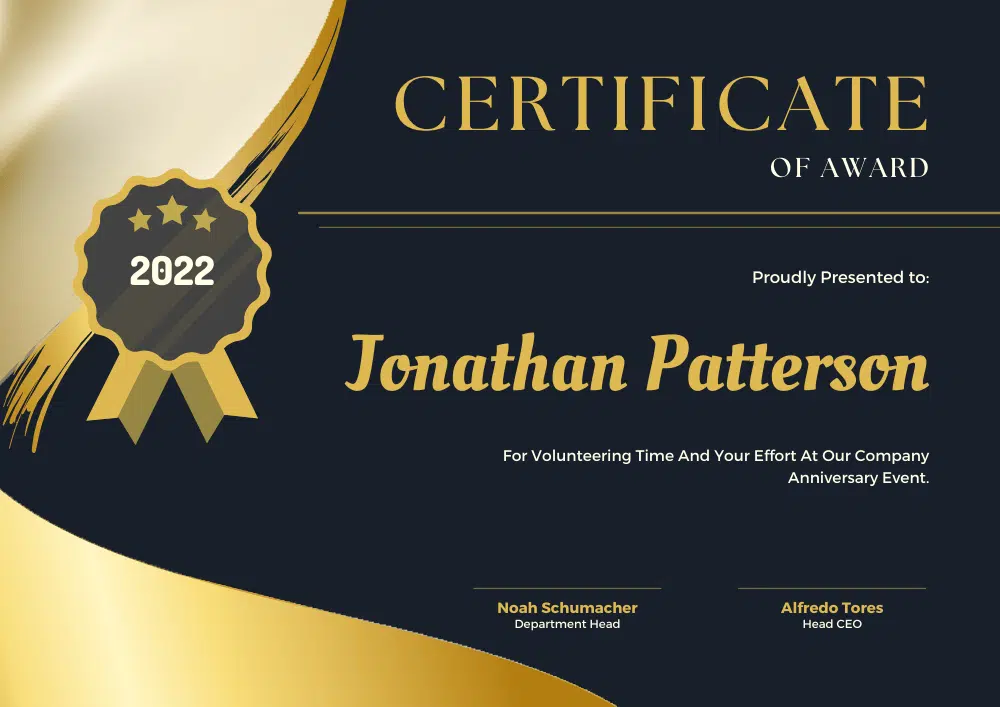 CERTIFICATE
OF AWARD
2022
Proudly Presented to:
Jonathan Patterson
For Volunteering Time And Your Effort At Our Company
Anniversary Event.
Noah Schumacher
Department Head
Alfredo Tores
Head CEO